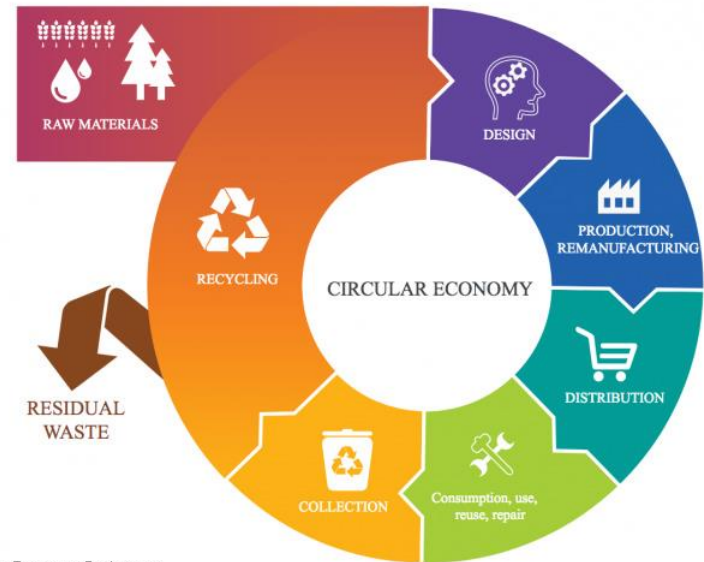 RAW MATERIALS
DESIGN
PRODUCTION,
REMANUFACTURING
RECYCLING
CIRCULAR ECONOMY
DISTRIBUTION
RESIDUAL
WASTE
COLLECTION
Consumption, use,
reuse, repair